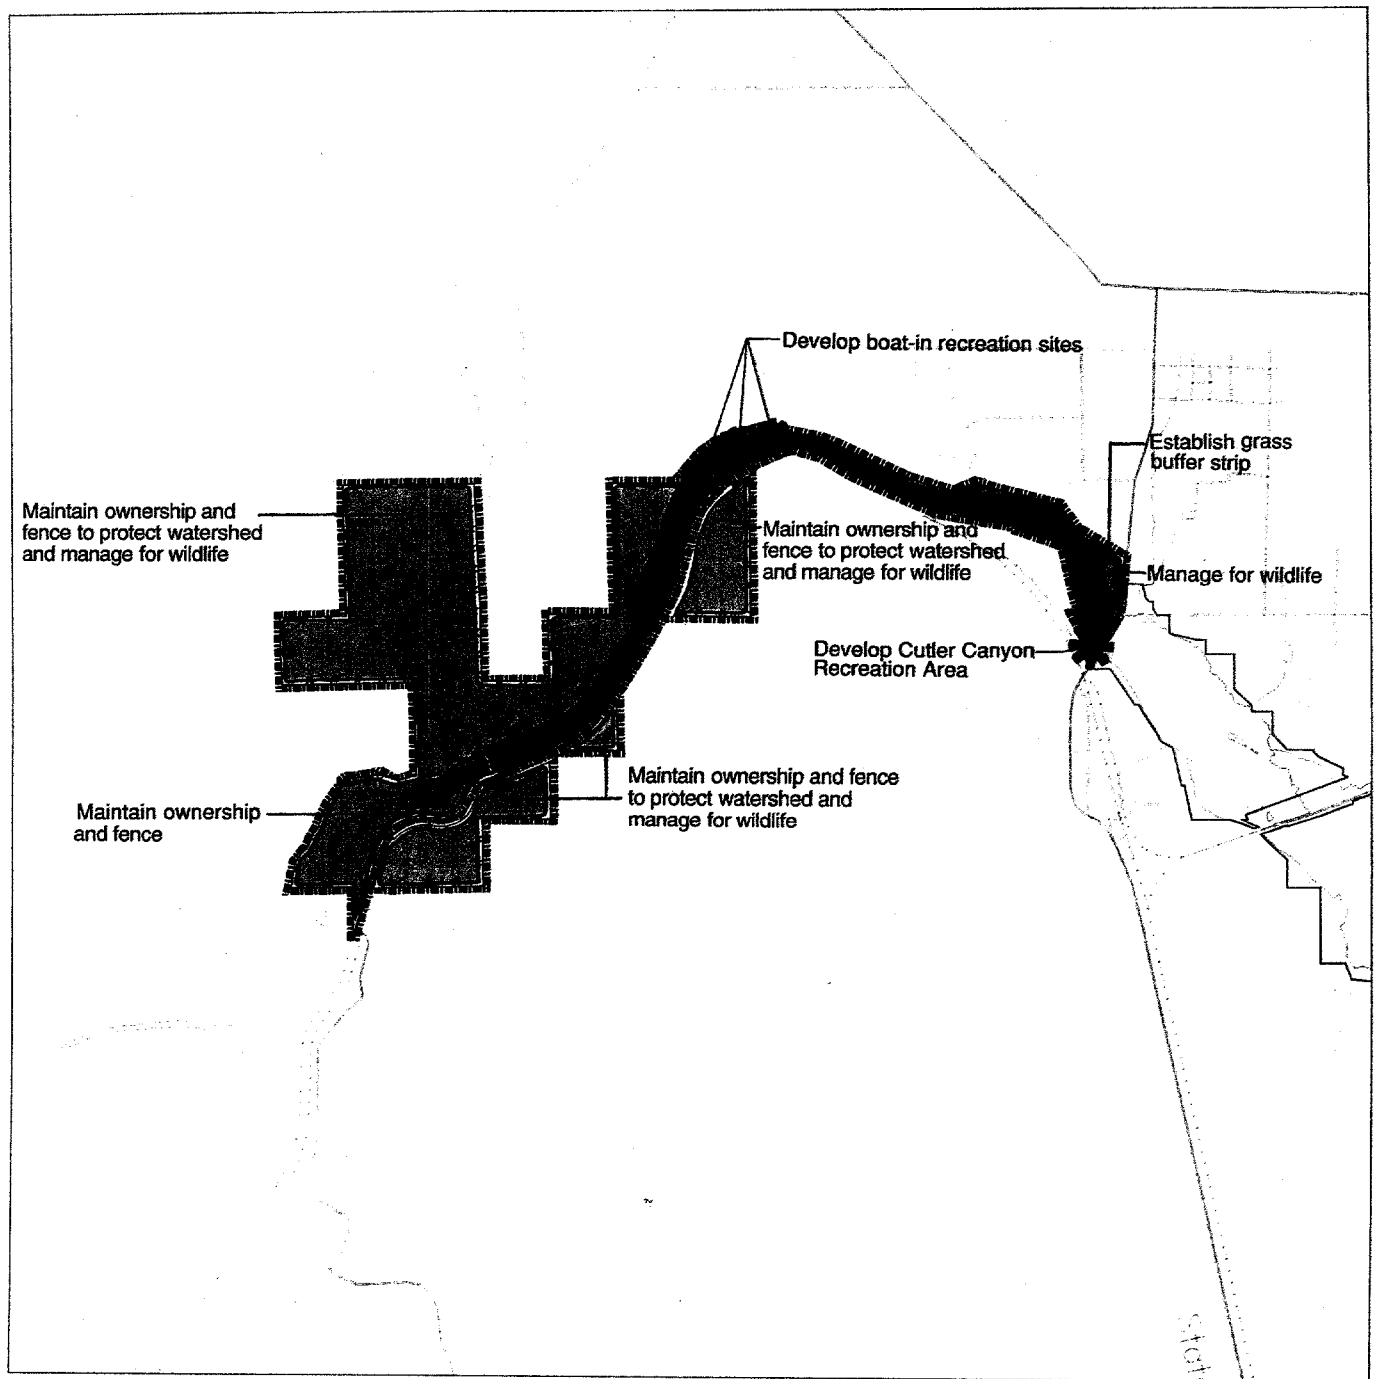 Develop boat-in recreation sites
Establish grass
buffer strip
Maintain ownership and
fence to protect watershed
and manage for wildlife
Maintain ownership and
fence to protect watershed
and manage for wildlife
Manage for wildlife
Develop Cutler Canyon
Recreation Area
Maintain ownership and fence
to protect watershed and
manage for wildlife
Maintain ownership
and fence